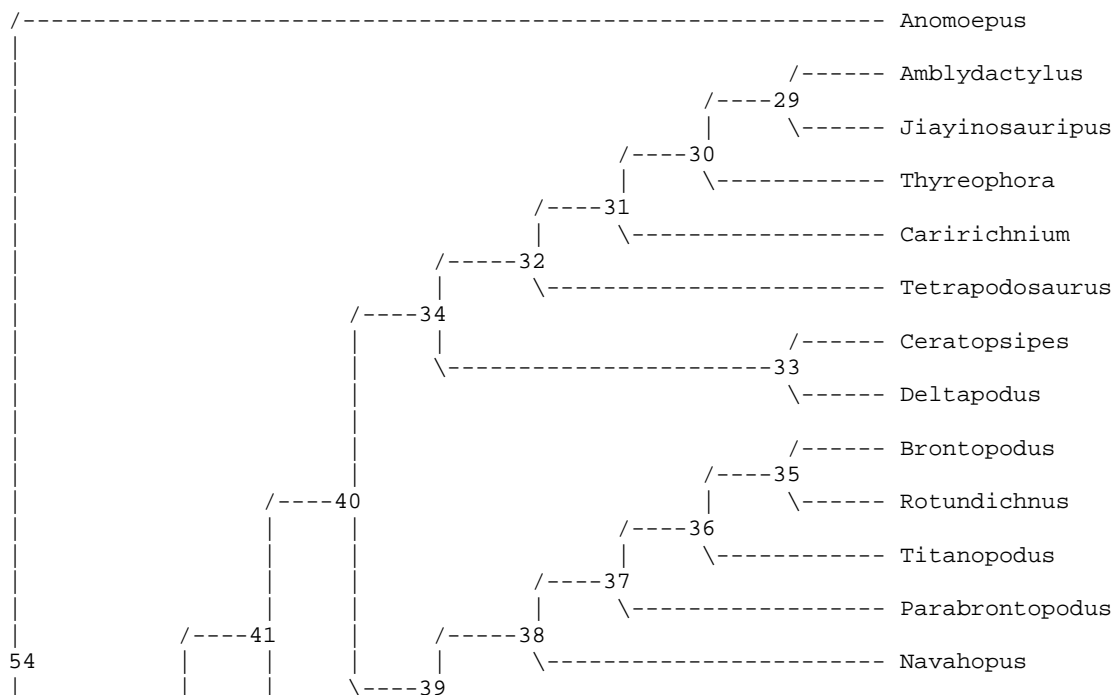 /---------------------------------------------------------- Anomoepus
|
| /------ Amblydactylus
| /----29
| | \------ Jiayinosauripus
| /----30
| | \------------ Thyreophora
| /----31
| | \------------------ Caririchnium
| /-----32
| | \------------------------ Tetrapodosaurus
| /----34
| | | /------ Ceratopsipes
| | \-----------------------33
| | \------ Deltapodus
| |
| | /------ Brontopodus
| | /----35
| /----40 | \------ Rotundichnus
| | | /----36
| | | | \------------ Titanopodus
| | | /----37
| | | | \------------------ Parabrontopodus
| /----41 | /-----38
54 | | | | \------------------------ Navahopus
| | | \----39